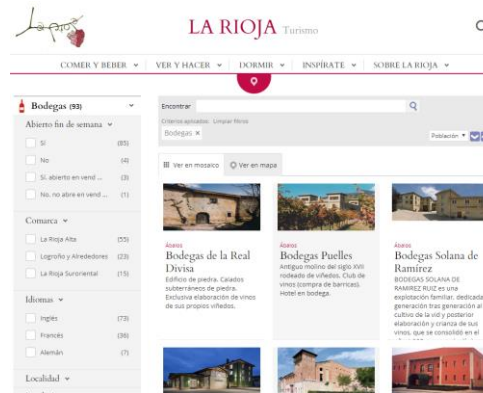 La Rioja
LA RIOJA Turismo
COMER Y BEBER
VER Y HACER
DORMIR
INSPÍRATE
SOBRE LA RIOJA
Bodegas (93)
Abierto fin de semana
Sí (85)
No (4)
Sí, abierto en vend ... (3)
No, no abre en vend ... (1)
Comarca
La Rioja Alta (55)
Logroño y Alrededores (23)
La Rioja Suroriental (15)
Idiomas
Inglés (73)
Francés (36)
Alemán (7)
Localidad
Encontrar
Criterios aplicados · Limpiar filtros
Bodegas ×
Población
Ver en mosaico
Ver en mapa
Ábalos
Bodegas de la Real
Divisa
Edificio de piedra. Calados
subterráneos de piedra.
Exclusiva elaboración de vinos
de sus propios viñedos.
Ábalos
Bodegas Puelles
Antiguo molino del siglo XVII
rodeado de viñedos. Club de
vinos (compra de barricas).
Hotel en bodega.
Ábalos
Bodegas Solana de
Ramírez
BODEGAS SOLANA DE
RAMIREZ RUIZ es una
explotación familiar, dedicada
generación tras generación al
cultivo de la vid y posterior
elaboración y crianza de sus
vinos, que se consolidó en el